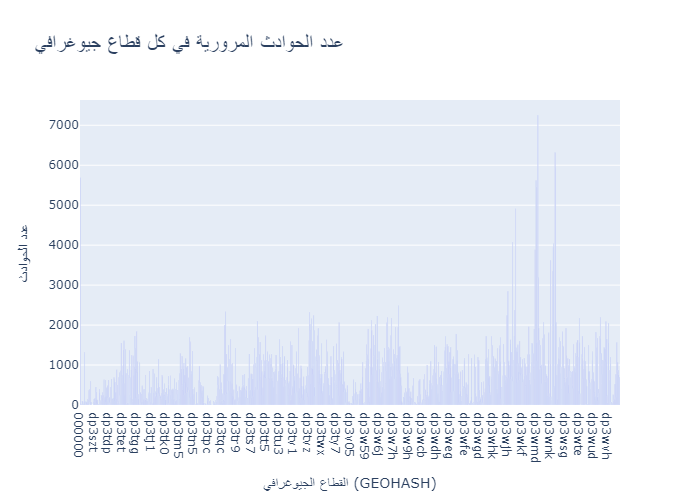 عدد الحوادث المرورية في كل قطاع جيوغرافي
7000
6000
5000
4000
3000
2000
1000
0
عدد الحوادث
000000
dp3szt
dp3tdp
dp3tet
dp3tgg
dp3tj1
dp3tk0
dp3tm5
dp3tn5
dp3tpc
dp3tqc
dp3tr9
dp3ts7
dp3tt5
dp3tu3
dp3tv1
dp3tvz
dp3twx
dp3ty7
dp3v05
dp3w59
dp3w6j
dp3w7h
dp3w9h
dp3wcb
dp3wdh
dp3weq
dp3wfe
dp3wgd
dp3whk
dp3wjh
dp3wkf
dp3wmd
dp3wnk
dp3wsg
dp3wte
dp3wud
dp3wvh
القطاع الجيوغرافي (GEOHASH)